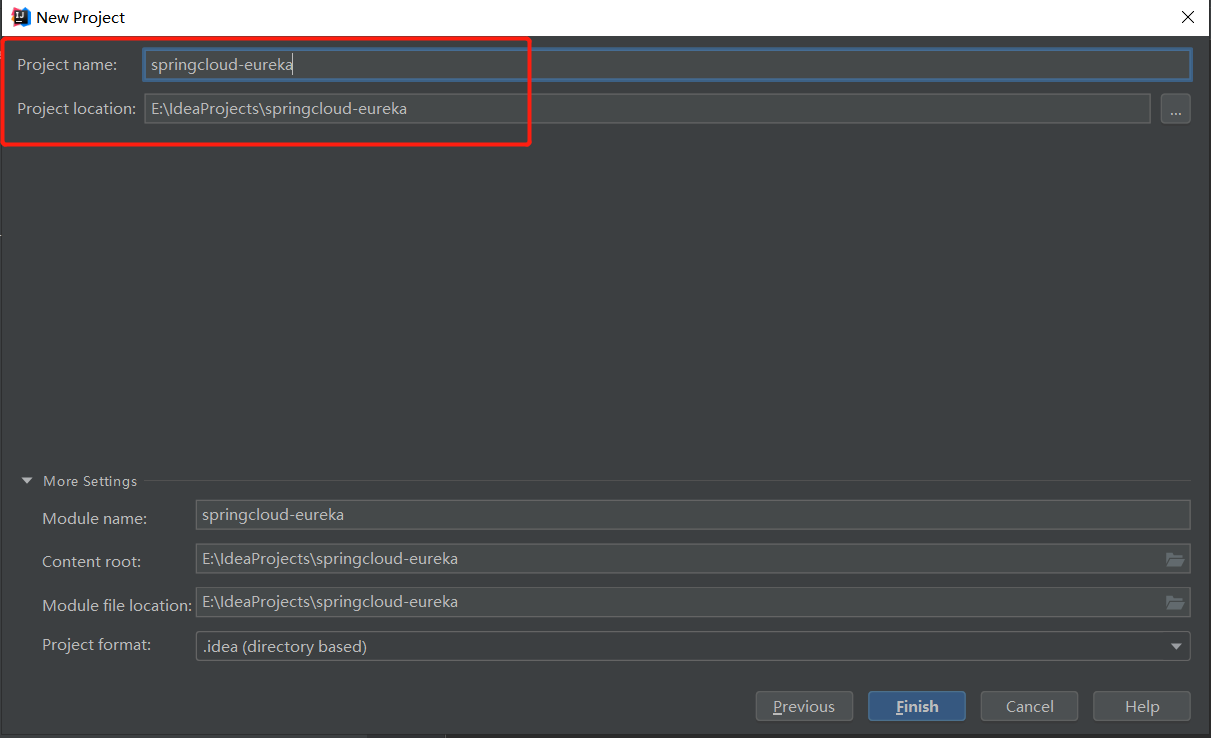 New Project
Project name: springcloud-eureka
Project location: E:\IdeaProjects\springcloud-eureka ...
More Settings
Module name: springcloud-eureka
Content root: E:\IdeaProjects\springcloud-eureka
Module file location: E:\IdeaProjects\springcloud-eureka
Project format: .idea (directory based)
Previous Finish Cancel Help